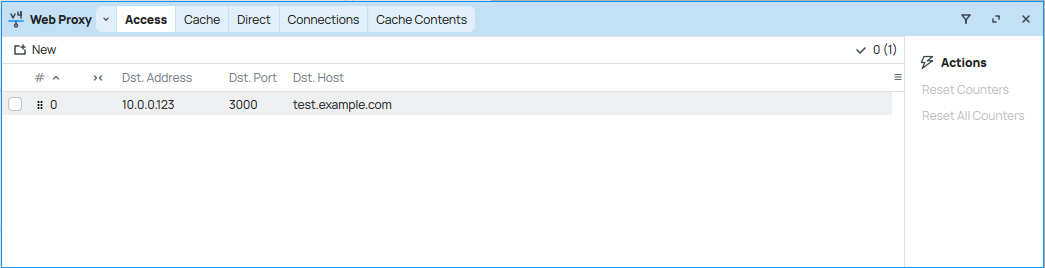 v4 Web Proxy Access Cache Direct Connections Cache Contents
New 0 (1)
# Dst. Address Dst. Port Dst. Host
0 10.0.0.123 3000 test.example.com
Actions
Reset Counters
Reset All Counters